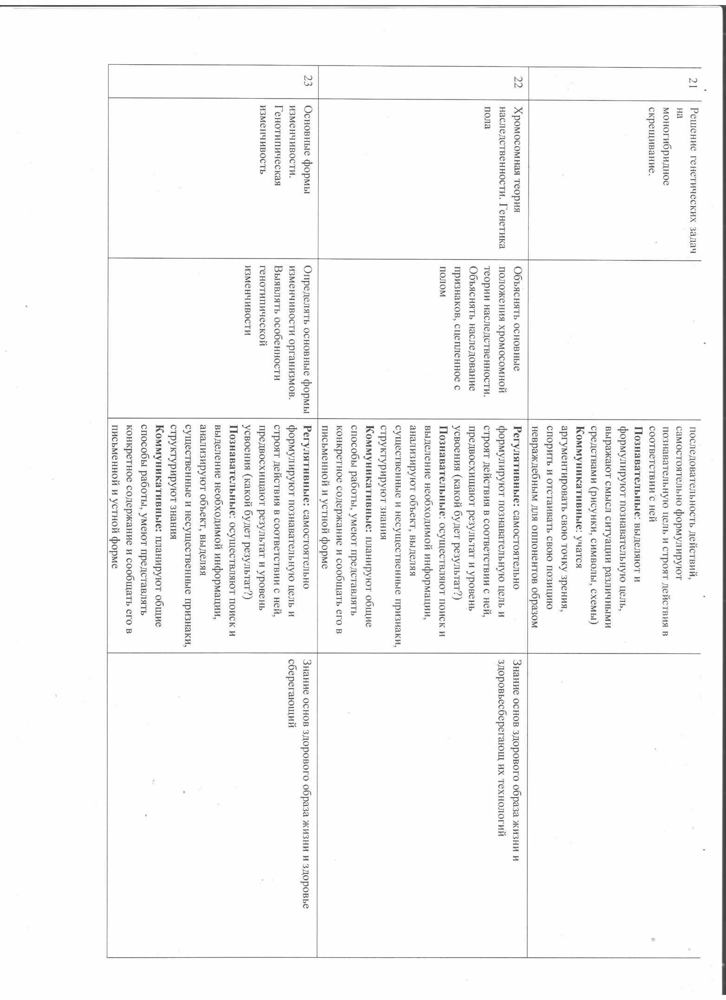 21
Решение генетических задач
на
моногибридное
скрещивание.
последовательность действий,
самостоятельно формулируют
познавательную цель и строят действия в
соответствии с ней
Познавательные: выделяют и
формулируют познавательную цель,
выражают смысл ситуации различными
средствами (рисунки, символы, схемы)
Коммуникативные: учатся
аргументировать свою точку зрения,
спорить и отстаивать свою позицию
невраждебным для оппонентов образом
22
Хромосомная теория
наследственности. Генетика
пола
Объяснять основные
положения хромосомной
теории наследственности.
Объяснять наследование
признаков, сцепленное с
полом
Регулятивные: самостоятельно
формулируют познавательную цель и
строят действия в соответствии с ней,
предвосхищают результат и уровень
усвоения (какой будет результат?)
Познавательные: осуществляют поиск и
выделение необходимой информации,
анализируют объект, выделяя
существенные и несущественные признаки,
структурируют знания
Коммуникативные: планируют общие
способы работы, умеют представлять
конкретное содержание и сообщать его в
письменной и устной форме
Знание основ здорового образа жизни и
здоровьесберегающ их технологий
23
Основные формы
изменчивости.
Генотипическая
изменчивость
Определять основные формы
изменчивости организмов.
Выявлять особенности
генотипической
изменчивости
Регулятивные: самостоятельно
формулируют познавательную цель и
строят действия в соответствии с ней,
предвосхищают результат и уровень
усвоения (какой будет результат?)
Познавательные: осуществляют поиск и
выделение необходимой информации,
анализируют объект, выделяя
существенные и несущественные признаки,
структурируют знания
Коммуникативные: планируют общие
способы работы, умеют представлять
конкретное содержание и сообщать его в
письменной и устной форме
Знание основ здорового образа жизни и здоровье
сберегающий